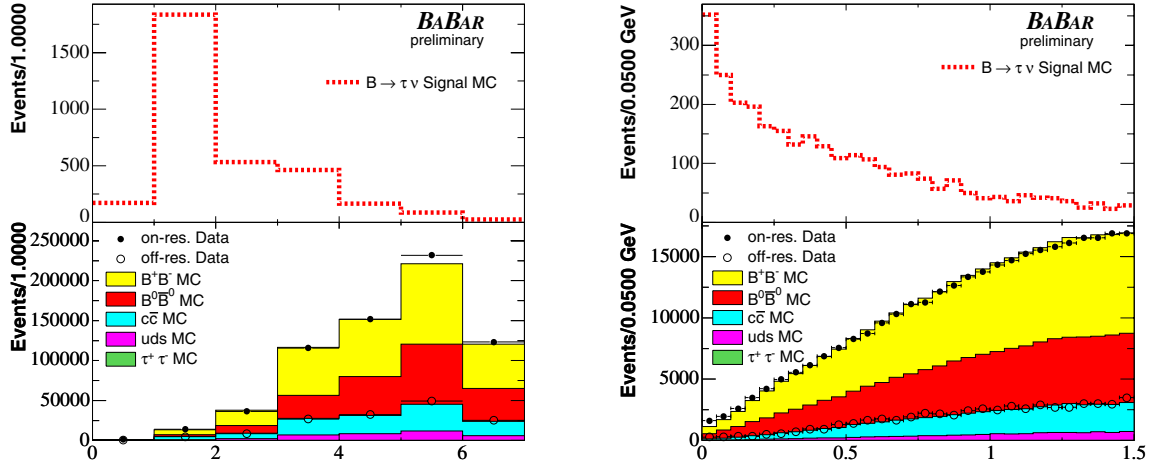 Events/1.0000
1750
1500
1250
1000
750
500
250
0
BABAR
preliminary
B → τ ν Signal MC
Events/1.0000
250000
200000
150000
100000
50000
0
on-res. Data
off-res. Data
B⁺B⁻ MC
B⁰B̅⁰ MC
cc̅ MC
uds MC
τ⁺ τ⁻ MC
0 2 4 6
Events/0.0500 GeV
300
200
100
0
BABAR
preliminary
B → τ ν Signal MC
Events/0.0500 GeV
15000
10000
5000
0
on-res. Data
off-res. Data
B⁺B⁻ MC
B⁰B̅⁰ MC
cc̅ MC
uds MC
τ⁺ τ⁻ MC
0 0.5 1 1.5